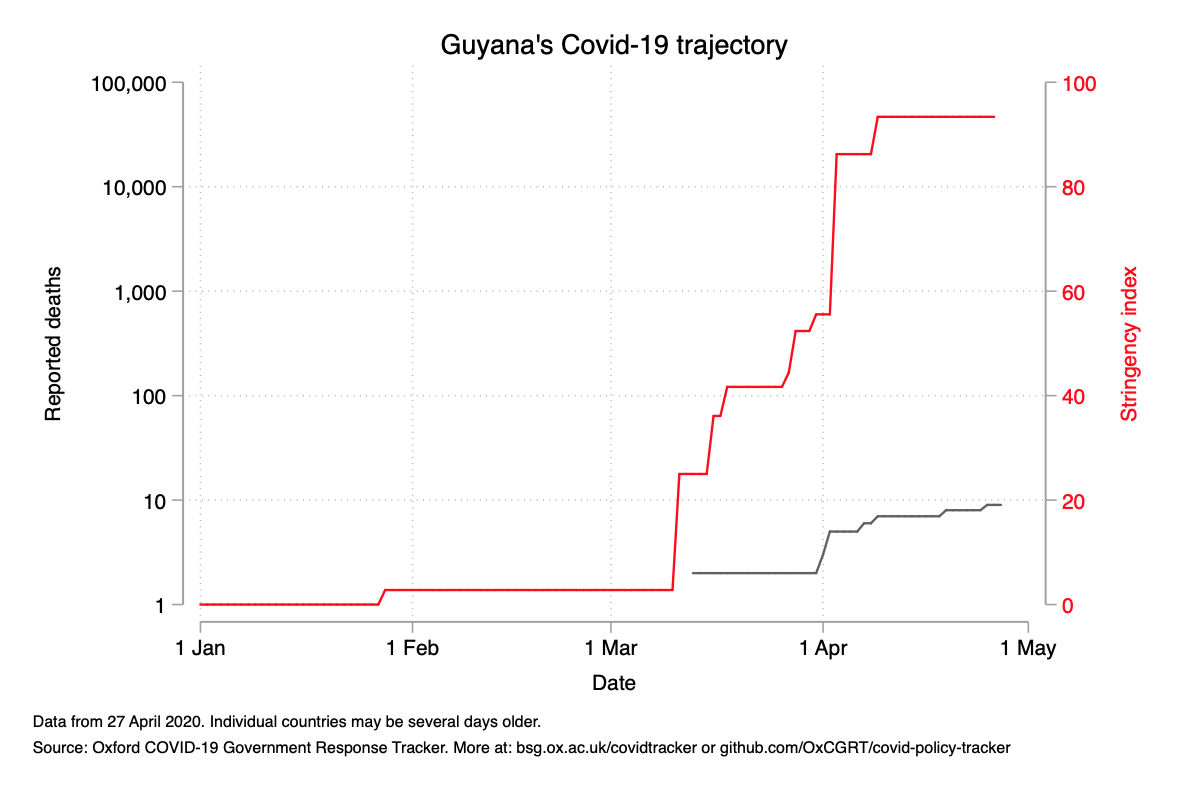 Guyana's Covid-19 trajectory
100,000
10,000
1,000
100
10
1
Reported deaths
100
80
60
40
20
0
Stringency index
1 Jan
1 Feb
1 Mar
1 Apr
1 May
Date
Data from 27 April 2020. Individual countries may be several days older.
Source: Oxford COVID-19 Government Response Tracker. More at: bsg.ox.ac.uk/covidtracker or github.com/OxCGRT/covid-policy-tracker